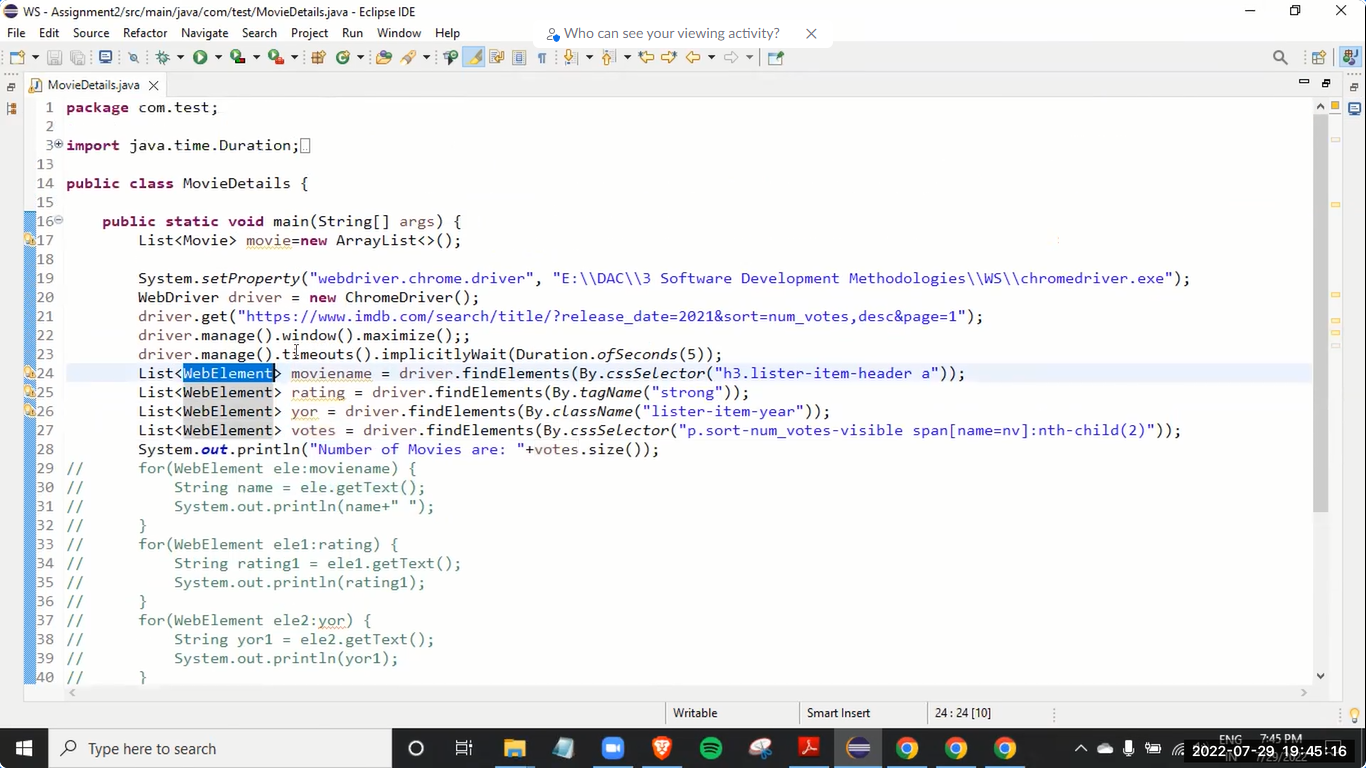 WS - Assignment2/src/main/java/com/test/MovieDetails.java - Eclipse IDE
File Edit Source Refactor Navigate Search Project Run Window Help
Who can see your viewing activity?
MovieDetails.java
1 package com.test;
2
3 import java.time.Duration;
13
14 public class MovieDetails {
15
16 public static void main(String[] args) {
17 List<Movie> movie=new ArrayList<>();
18
19 System.setProperty("webdriver.chrome.driver", "E:\\DAC\\3 Software Development Methodologies\\WS\\chromedriver.exe");
20 WebDriver driver = new ChromeDriver();
21 driver.get("https://www.imdb.com/search/title/?release_date=2021&sort=num_votes,desc&page=1");
22 driver.manage().window().maximize();;
23 driver.manage().timeouts().implicitlyWait(Duration.ofSeconds(5));
24 List<WebElement> moviename = driver.findElements(By.cssSelector("h3.lister-item-header a"));
25 List<WebElement> rating = driver.findElements(By.tagName("strong"));
26 List<WebElement> yor = driver.findElements(By.className("lister-item-year"));
27 List<WebElement> votes = driver.findElements(By.cssSelector("p.sort-num_votes-visible span[name=nv]:nth-child(2)"));
28 System.out.println("Number of Movies are: "+votes.size());
29 // for(WebElement ele:moviename) {
30 // String name = ele.getText();
31 // System.out.println(name+" ");
32 // }
33 // for(WebElement ele1:rating) {
34 // String rating1 = ele1.getText();
35 // System.out.println(rating1);
36 // }
37 // for(WebElement ele2:yor) {
38 // String yor1 = ele2.getText();
39 // System.out.println(yor1);
40 // }
Writable Smart Insert 24 : 24 [10]
Type here to search
ENG
IN
7:45 PM
7/29/2022
2022-07-29, 19:45:16